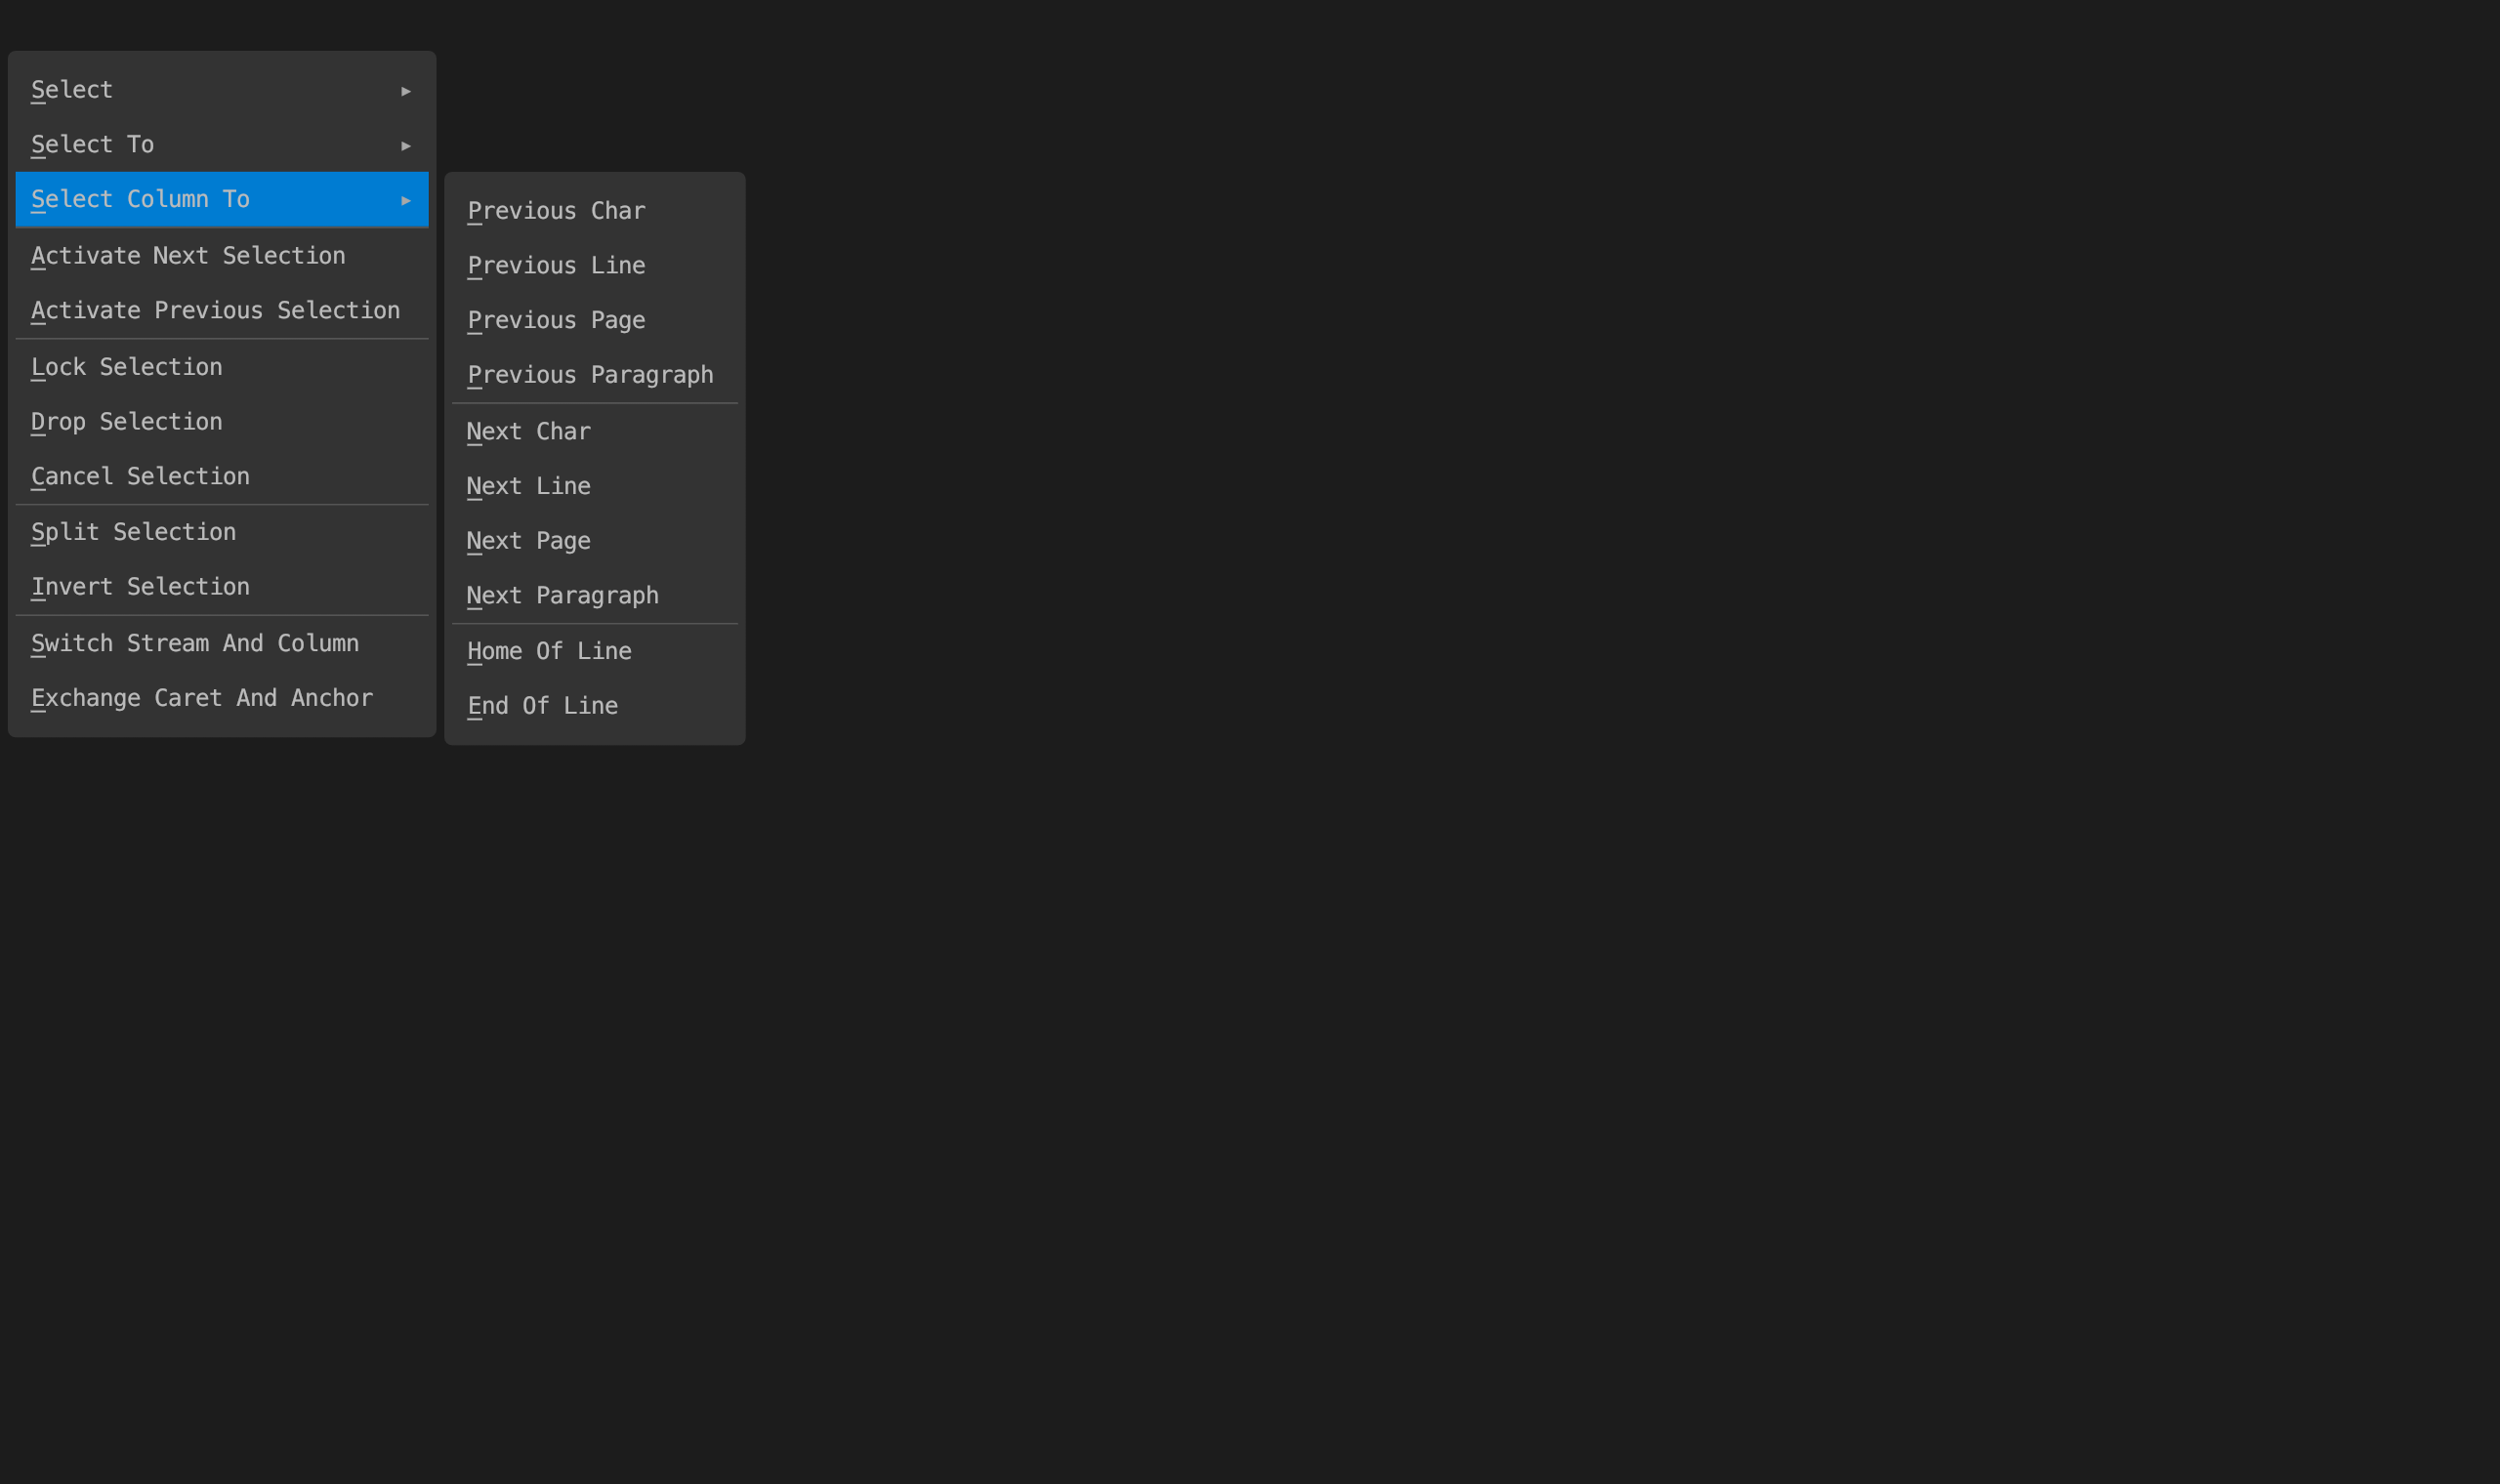 Select ▶
Select To ▶
Select Column To ▶
Activate Next Selection
Activate Previous Selection
Lock Selection
Drop Selection
Cancel Selection
Split Selection
Invert Selection
Switch Stream And Column
Exchange Caret And Anchor
Previous Char
Previous Line
Previous Page
Previous Paragraph
Next Char
Next Line
Next Page
Next Paragraph
Home Of Line
End Of Line